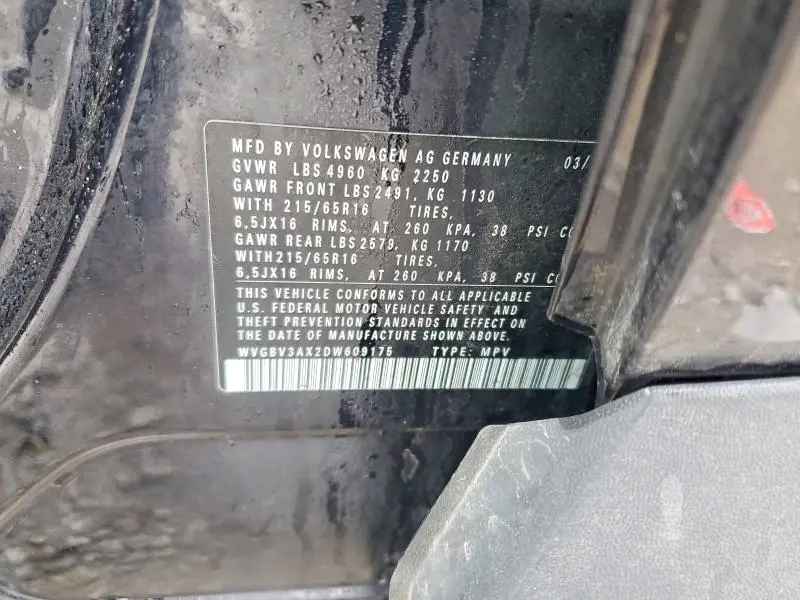 MFD BY VOLKSWAGEN AG GERMANY 03/
GVWR LBS 4960 KG 2250
GAWR FRONT LBS 2491, KG 1130
WITH 215/65R16 TIRES,
6,5JX16 RIMS, AT 260 KPA, 38 PSI CO
GAWR REAR LBS 2579, KG 1170
WITH 215/65R16 TIRES,
6,5JX16 RIMS, AT 260 KPA, 38 PSI C
THIS VEHICLE CONFORMS TO ALL APPLICABLE
U.S. FEDERAL MOTOR VEHICLE SAFETY AND
THEFT PREVENTION STANDARDS IN EFFECT ON
THE DATE OF MANUFACTURE SHOWN ABOVE.
WVGBV3AX2DW609175 TYPE: MPV